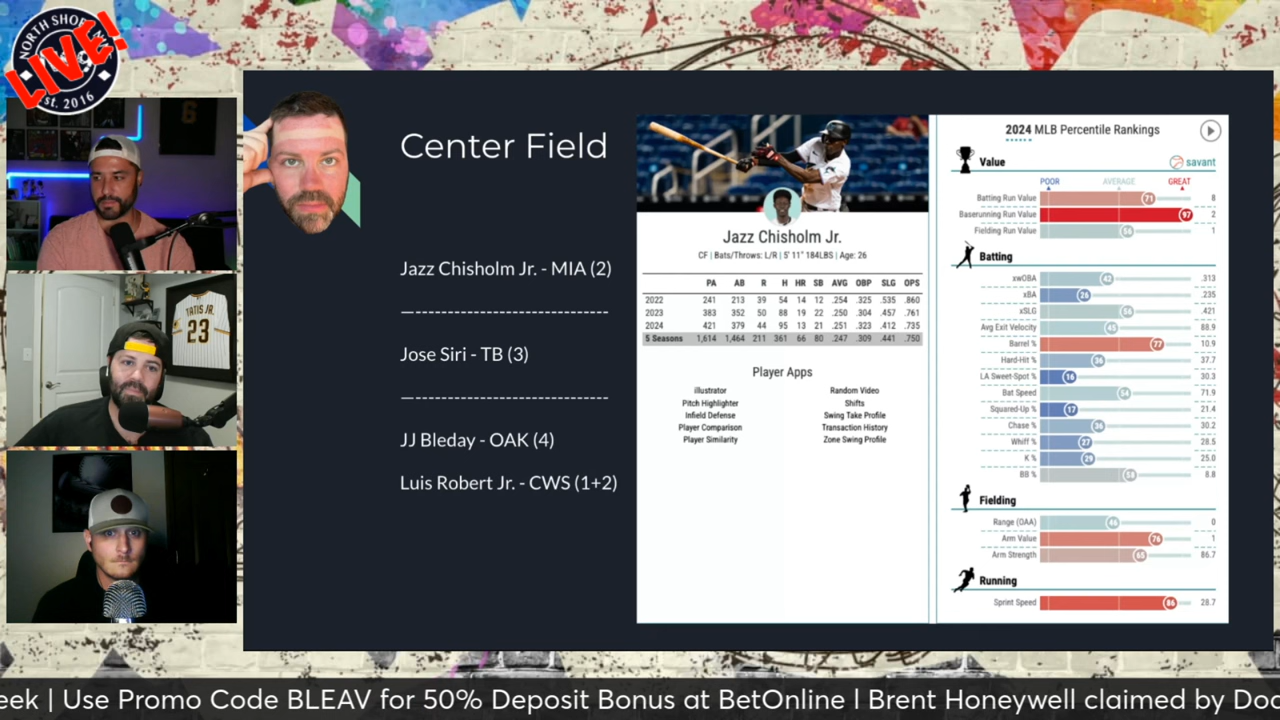 NORTH SHORE
LIVE!
est. 2016
TATIS JR.
23
Center Field
Jazz Chisholm Jr. - MIA (2)
—----------------------------
Jose Siri - TB (3)
—----------------------------
JJ Bleday - OAK (4)
Luis Robert Jr. - CWS (1+2)
Jazz Chisholm Jr.
CF | Bats/Throws: L/R | 5' 11" 184LBS | Age: 26
PA AB R H HR SB AVG OBP SLG OPS
2022 241 213 39 54 14 12 .254 .325 .535 .860
2023 383 352 50 88 19 22 .250 .304 .457 .761
2024 421 379 44 95 13 21 .251 .323 .412 .735
5 Seasons 1,614 1,464 211 361 66 80 .247 .309 .441 .750
Player Apps
illustrator Random Video
Pitch Highlighter Shifts
Infield Defense Swing Take Profile
Player Comparison Transaction History
Player Similarity Zone Swing Profile
2024 MLB Percentile Rankings
Value savant
POOR AVERAGE GREAT
Batting Run Value 71 8
Baserunning Run Value 97 2
Fielding Run Value 56 1
Batting
xwOBA 42 .313
xBA 26 .235
xSLG 56 .421
Avg Exit Velocity 45 88.9
Barrel % 77 10.9
Hard-Hit % 36 37.7
LA Sweet-Spot % 16 30.3
Bat Speed 54 71.9
Squared-Up % 17 21.4
Chase % 36 30.2
Whiff % 27 28.5
K % 29 25.0
BB % 58 8.8
Fielding
Range (OAA) 46 0
Arm Value 76 1
Arm Strength 65 86.7
Running
Sprint Speed 86 28.7
eek | Use Promo Code BLEAV for 50% Deposit Bonus at BetOnline | Brent Honeywell claimed by Doc